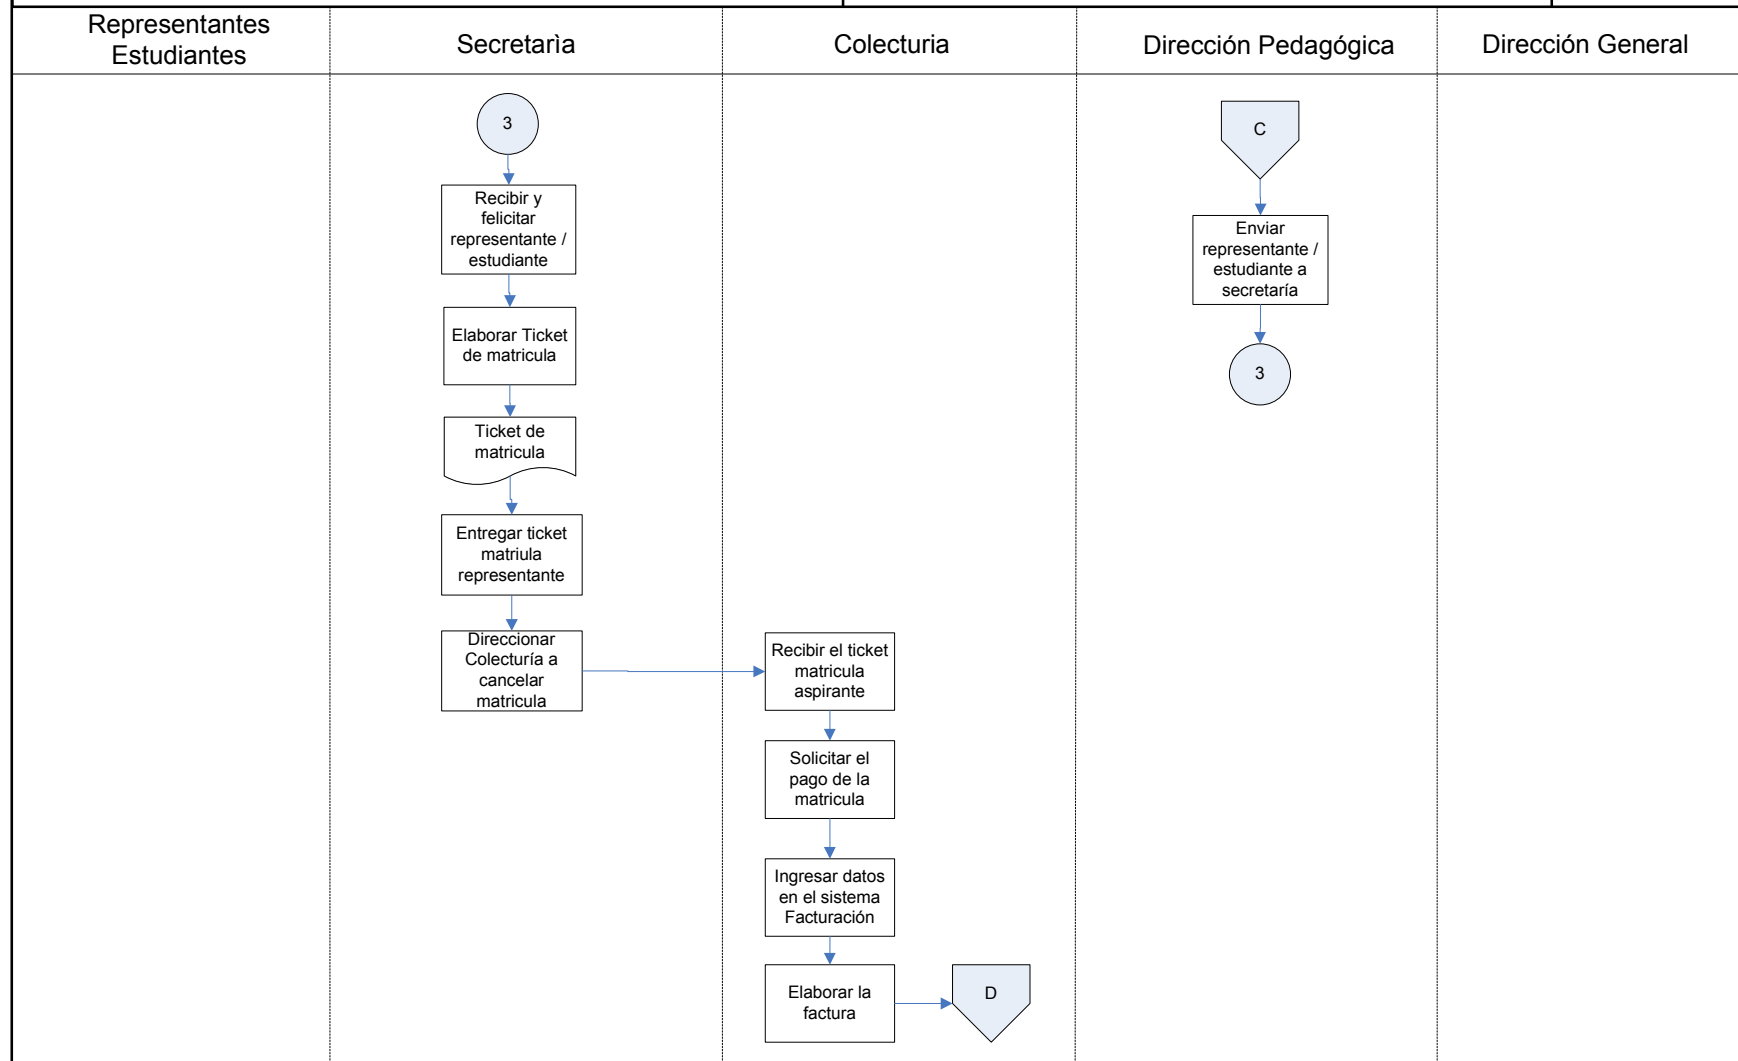 Representantes
Estudiantes
Secretarìa
Colecturia
Dirección Pedagógica
Dirección General
3
Recibir y
felicitar
representante /
estudiante
Elaborar Ticket
de matricula
Ticket de
matricula
Entregar ticket
matriula
representante
Direccionar
Colecturía a
cancelar
matricula
Recibir el ticket
matricula
aspirante
Solicitar el
pago de la
matricula
Ingresar datos
en el sistema
Facturación
Elaborar la
factura
D
C
Enviar
representante /
estudiante a
secretaría
3